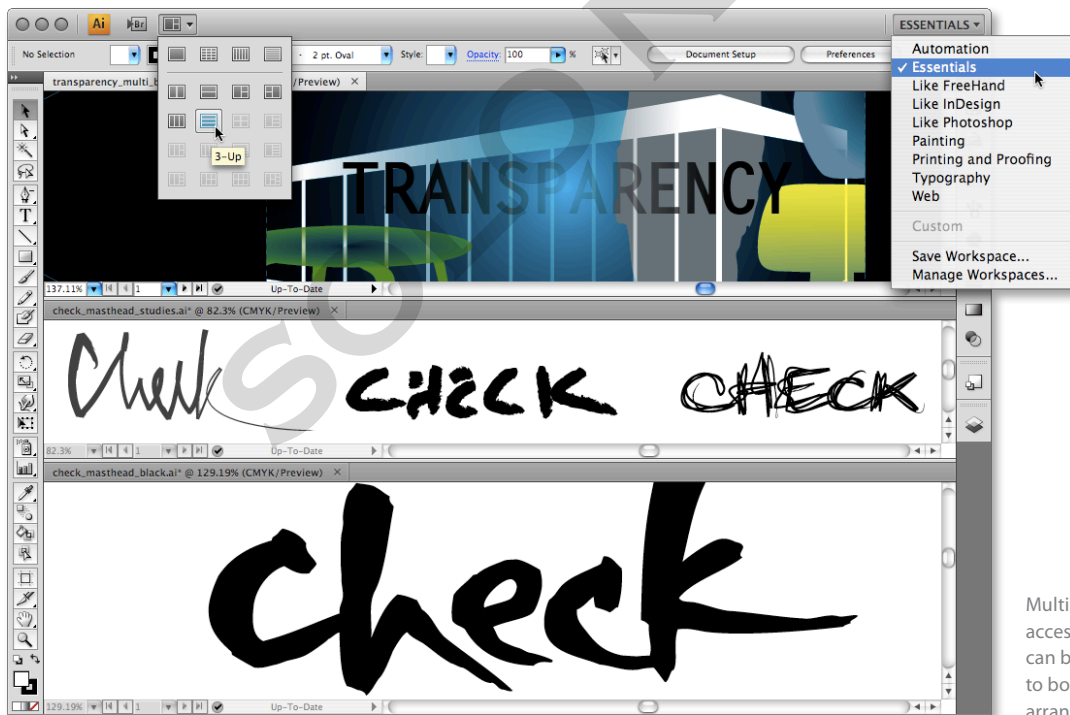 Ai Br ESSENTIALS
No Selection 2 pt. Oval Style: Opacity: 100 % Document Setup Preferences
Automation
Essentials
Like FreeHand
Like InDesign
Like Photoshop
Painting
Printing and Proofing
Typography
Web
Custom
Save Workspace...
Manage Workspaces...
transparency_multi_b /Preview) ×
3-Up
TRANSPARENCY
137.11% 1 Up-To-Date
check_masthead_studies.ai* @ 82.3% (CMYK/Preview) ×
Check CHECK CHECK
82.3% 1 Up-To-Date
check_masthead_black.ai* @ 129.19% (CMYK/Preview) ×
check
129.19% 1 Up-To-Date
Multi
acces
can b
to bo
arran